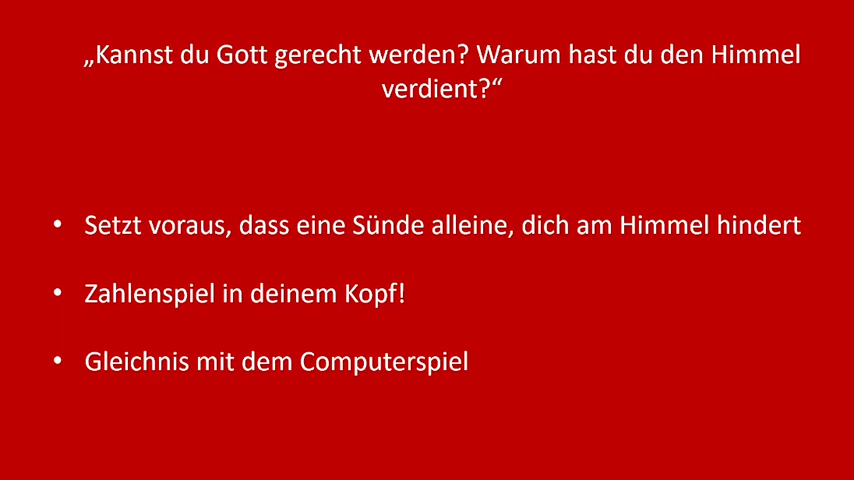 „Kannst du Gott gerecht werden? Warum hast du den Himmel
verdient?“
• Setzt voraus, dass eine Sünde alleine, dich am Himmel hindert
• Zahlenspiel in deinem Kopf!
• Gleichnis mit dem Computerspiel